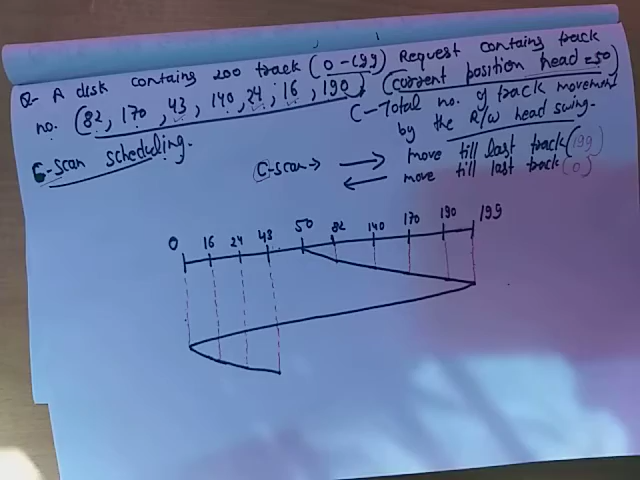 Q- A disk contains 200 track (0-199) Request contains track
no. (82, 170, 43, 140, 24, 16, 190) (current position head = 50)
C-Total no. of track movement
by the R/W head swing.
C-scan scheduling.
C-scan→ → move till last track (199)
← move till last track (0)
0 16 24 43 50 82 140 170 190 199